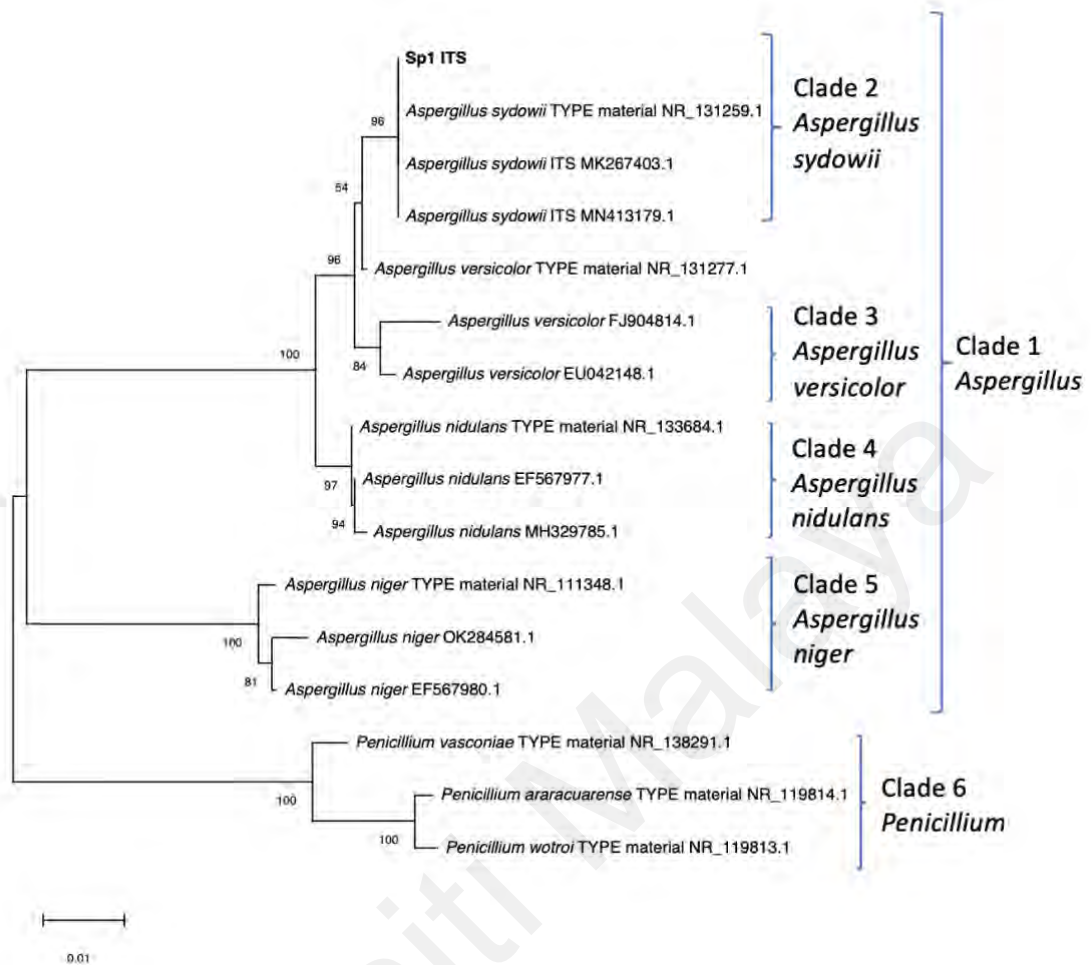 Sp1 ITS
Aspergillus sydowii TYPE material NR_131259.1
Aspergillus sydowii ITS MK267403.1
Aspergillus sydowii ITS MN413179.1
Aspergillus versicolor TYPE material NR_131277.1
Aspergillus versicolor FJ904814.1
Aspergillus versicolor EU042148.1
Aspergillus nidulans TYPE material NR_133684.1
Aspergillus nidulans EF567977.1
Aspergillus nidulans MH329785.1
Aspergillus niger TYPE material NR_111348.1
Aspergillus niger OK284581.1
Aspergillus niger EF567980.1
Penicillium vasconiae TYPE material NR_138291.1
Penicillium araracuarense TYPE material NR_119814.1
Penicillium wotroi TYPE material NR_119813.1
96
54
96
100
84
97
94
100
81
100
100
Clade 2
Aspergillus
sydowii
Clade 3
Aspergillus
versicolor
Clade 4
Aspergillus
nidulans
Clade 5
Aspergillus
niger
Clade 1
Aspergillus
Clade 6
Penicillium
0.01
iti Malaya